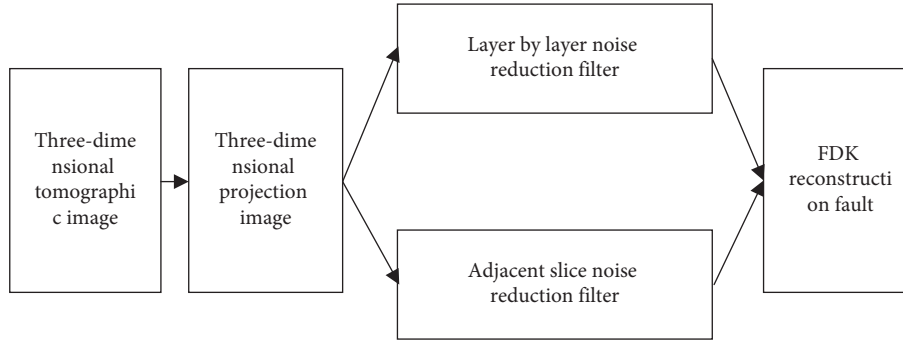 Three-dime
nsional
tomographi
c image
Three-dime
nsional
projection
image
Layer by layer noise
reduction filter
Adjacent slice noise
reduction filter
FDK
reconstructi
on fault